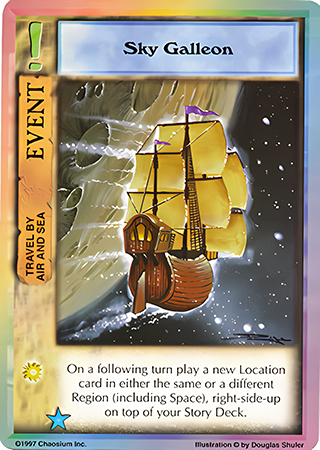 Sky Galleon
EVENT
TRAVEL BY
AIR AND SEA
On a following turn play a new Location
card in either the same or a different
Region (including Space), right-side-up
on top of your Story Deck.
©1997 Chaosium Inc.
Illustration © by Douglas Shuler